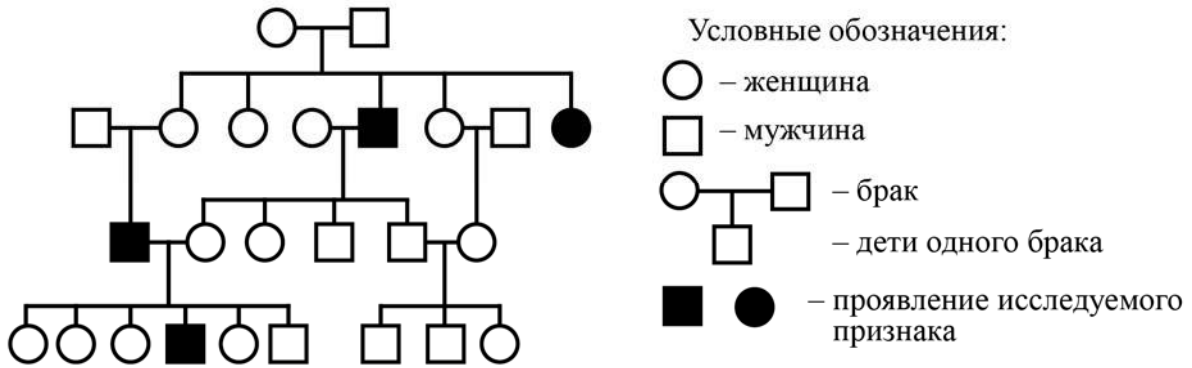 Условные обозначения:
– женщина
– мужчина
– брак
– дети одного брака
– проявление исследуемого
признака